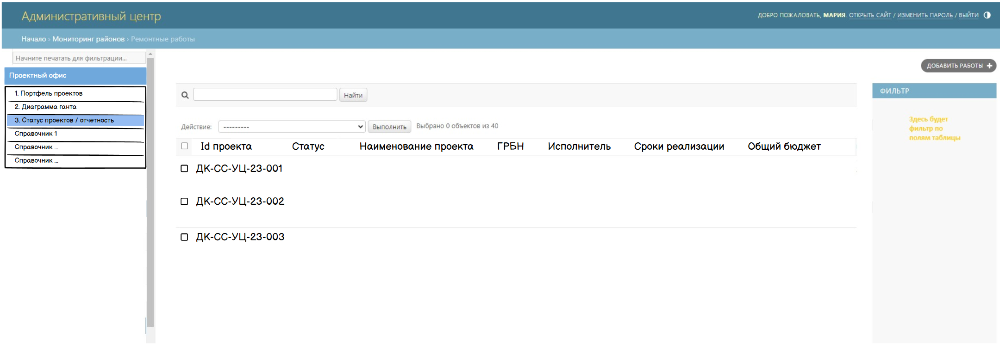 Административный центр
ДОБРО ПОЖАЛОВАТЬ, МАРИЯ. ОТКРЫТЬ САЙТ / ИЗМЕНИТЬ ПАРОЛЬ / ВЫЙТИ
Начало › Мониторинг районов › Ремонтные работы
Начните печатать для фильтрации...
ДОБАВИТЬ РАБОТЫ +
Проектный офис
1. Портфель проектов
2. Диаграмма ганта
3. Статус проектов / отчетность
Справочник 1
Справочник ...
Справочник ...
Найти
Действие: --------- Выполнить Выбрано 0 объектов из 40
Id проекта Статус Наименование проекта ГРБН Исполнитель Сроки реализации Общий бюджет
ДК-СС-УЦ-23-001
ДК-СС-УЦ-23-002
ДК-СС-УЦ-23-003
ФИЛЬТР
Здесь будет
фильтр по
полям таблицы